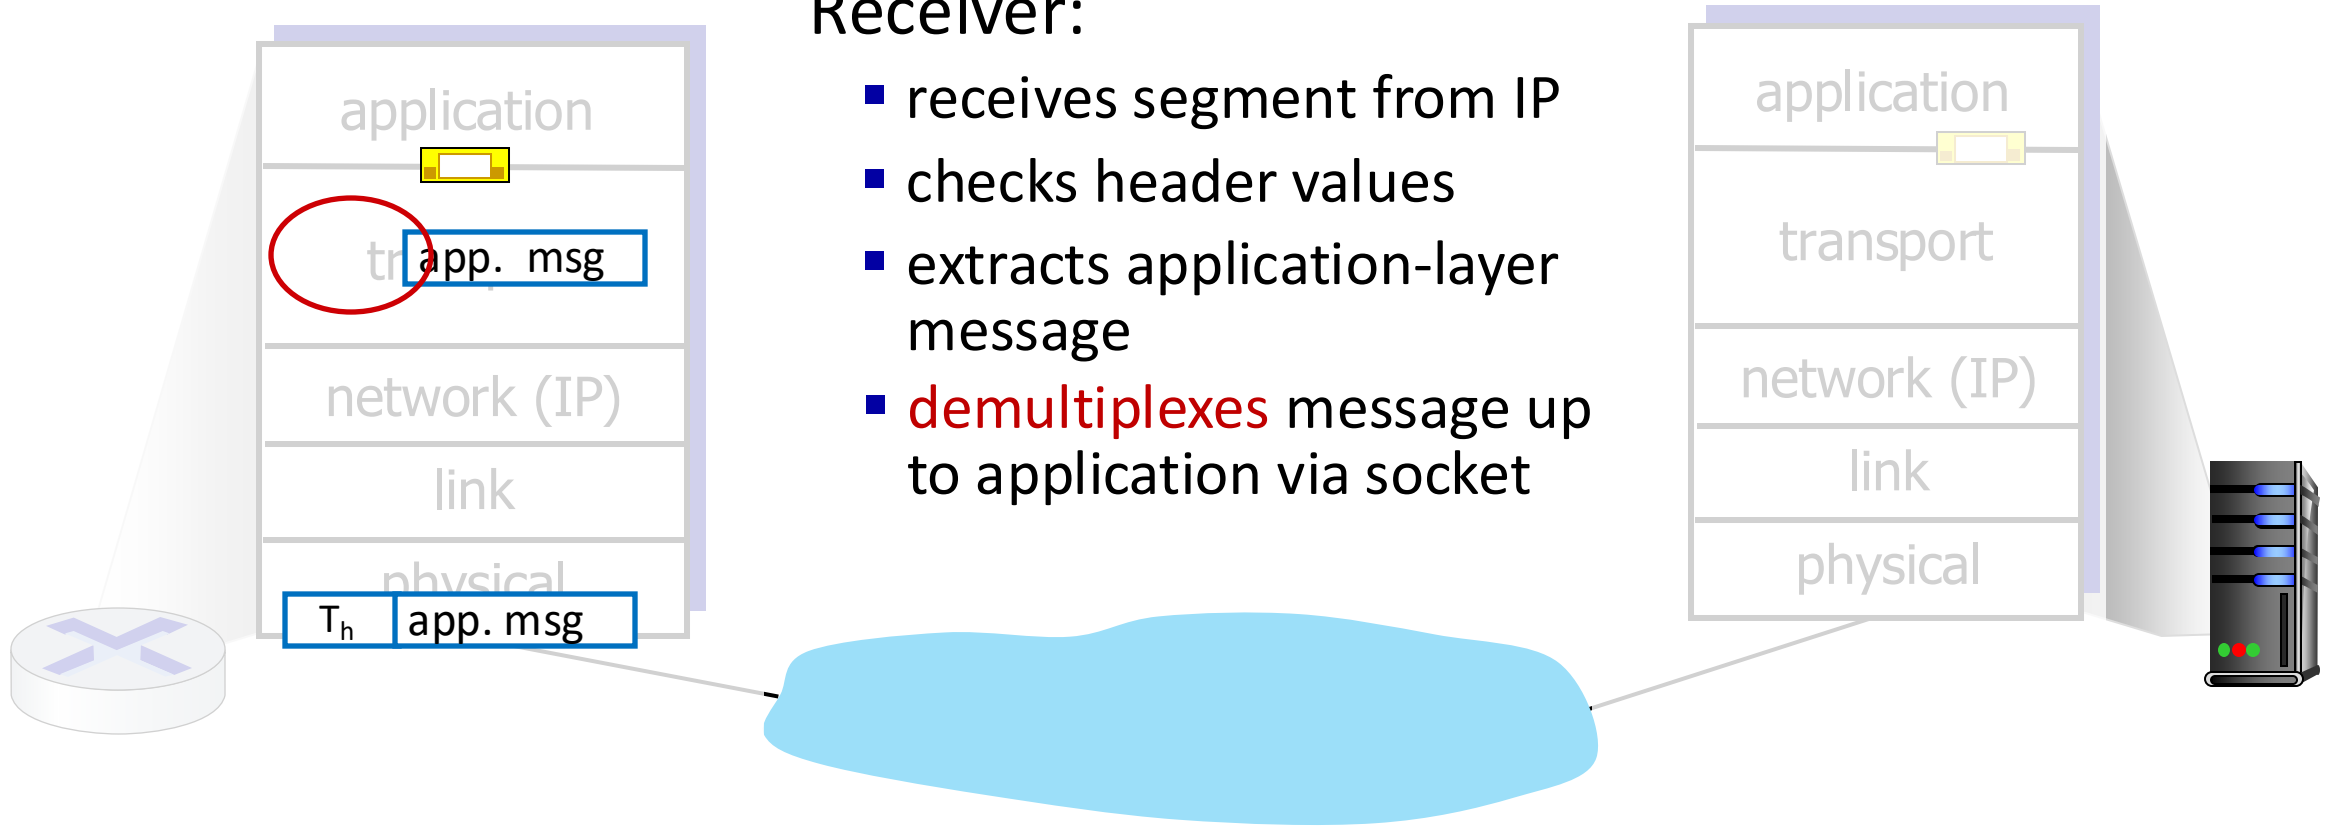 Receiver:
receives segment from IP
checks header values
extracts application-layer
message
demultiplexes message up
to application via socket
application
app.  msg
network (IP)
link
physical
Th app. msg
application
transport
network (IP)
link
physical